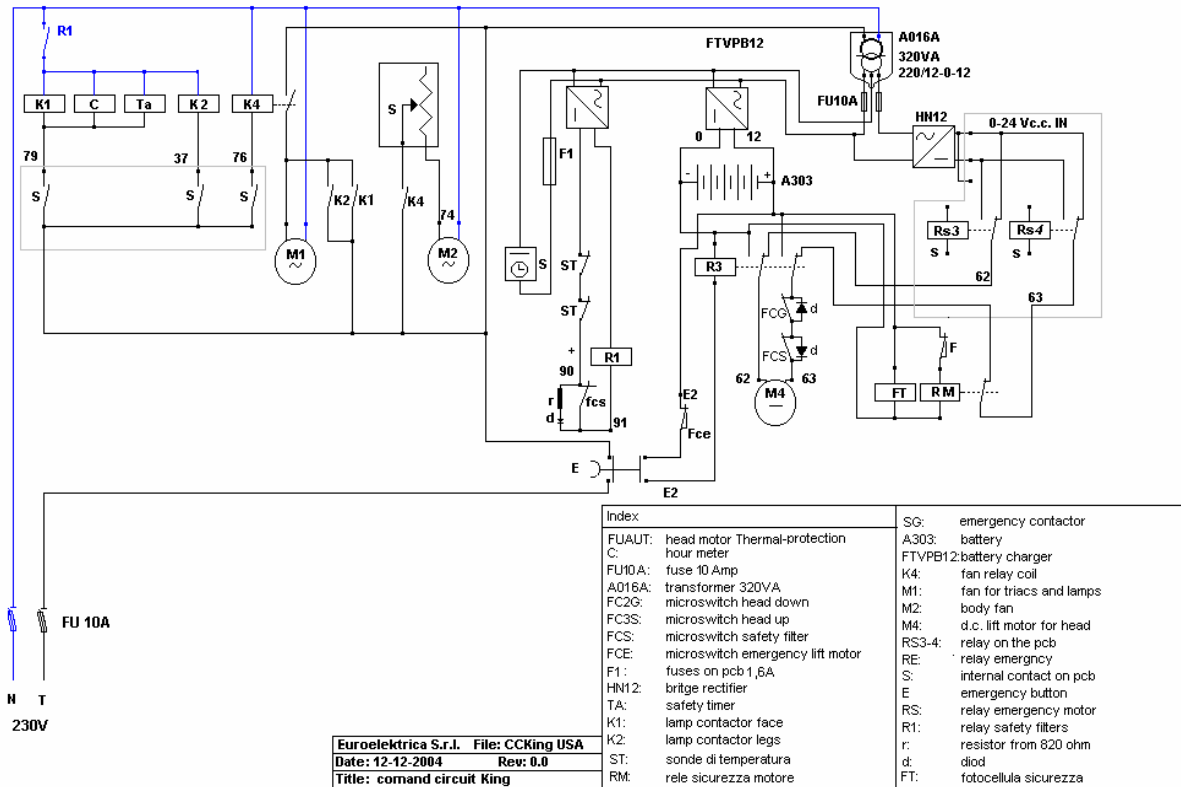 R1
K1 C Ta K2 K4
79 37 76
S S S
K2 K1
M1
S
K4
74
M2
FTVPB12
A016A
320VA
220/12-0-12
FU10A
HN12
0-24 Vc.c. IN
0 12
F1
- +
A303
Rs3 Rs4
S S
62
63
S
ST
ST
R3
FCG d
FCS d
62 63
M4
+
90
R1
r
d
fcs
91
E2
Fce
F
FT RM
E
E2
FU 10A
N T
230V
Index
FUAUT: head motor Thermal-protection
C: hour meter
FU10A: fuse 10 Amp
A016A: transformer 320VA
FC2G: microswitch head down
FC3S: microswitch head up
FCS: microswitch safety filter
FCE: microswitch emergency lift motor
F1: fuses on pcb 1,6A
HN12: britge rectifier
TA: safety timer
K1: lamp contactor face
K2: lamp contactor legs
ST: sonde di temperatura
RM: rele sicurezza motore
SG: emergency contactor
A303: battery
FTVPB12: battery charger
K4: fan relay coil
M1: fan for triacs and lamps
M2: body fan
M4: d.c. lift motor for head
RS3-4: relay on the pcb
RE: relay emergncy
S: internal contact on pcb
E emergency button
RS: relay emergency motor
R1: relay safety filters
r: resistor from 820 ohm
d: diod
FT: fotocellula sicurezza
Euroelektrica S.r.l. File: CCKing USA
Date: 12-12-2004 Rev: 0.0
Title: comand circuit King